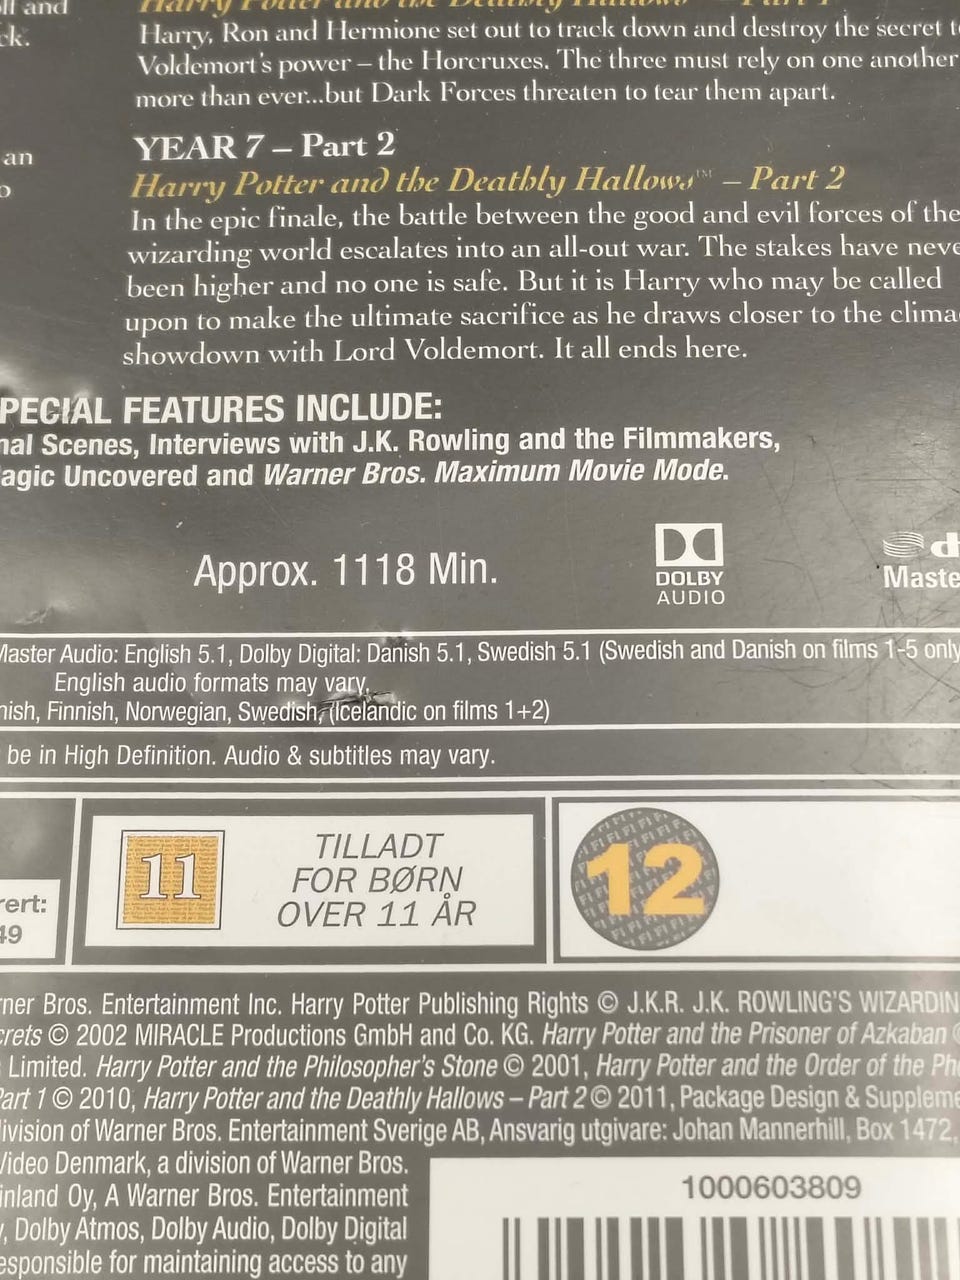 Harry Potter and the Deathly Hallows – Part 1
ll and
Harry, Ron and Hermione set out to track down and destroy the secret t
ck.
Voldemort's power – the Horcruxes. The three must rely on one another
more than ever...but Dark Forces threaten to tear them apart.
YEAR 7 – Part 2
an
Harry Potter and the Deathly Hallows™ – Part 2
o
In the epic finale, the battle between the good and evil forces of the
wizarding world escalates into an all-out war. The stakes have neve
been higher and no one is safe. But it is Harry who may be called
upon to make the ultimate sacrifice as he draws closer to the clima
showdown with Lord Voldemort. It all ends here.
PECIAL FEATURES INCLUDE:
nal Scenes, Interviews with J.K. Rowling and the Filmmakers,
agic Uncovered and Warner Bros. Maximum Movie Mode.
Approx. 1118 Min.
DOLBY
AUDIO
d
Maste
Master Audio: English 5.1, Dolby Digital: Danish 5.1, Swedish 5.1 (Swedish and Danish on films 1-5 only
English audio formats may vary.
nish, Finnish, Norwegian, Swedish, (Icelandic on films 1+2)
be in High Definition. Audio & subtitles may vary.
rert:
49
11
TILLADT
FOR BØRN
OVER 11 ÅR
12
rner Bros. Entertainment Inc. Harry Potter Publishing Rights © J.K.R. J.K. ROWLING'S WIZARDIN
crets © 2002 MIRACLE Productions GmbH and Co. KG. Harry Potter and the Prisoner of Azkaban ©
Limited. Harry Potter and the Philosopher's Stone © 2001, Harry Potter and the Order of the Ph
Part 1 © 2010, Harry Potter and the Deathly Hallows – Part 2 © 2011, Package Design & Suppleme
division of Warner Bros. Entertainment Sverige AB, Ansvarig utgivare: Johan Mannerhill, Box 1472,
Video Denmark, a division of Warner Bros.
inland Oy, A Warner Bros. Entertainment
, Dolby Atmos, Dolby Audio, Dolby Digital
esponsible for maintaining access to any
1000603809